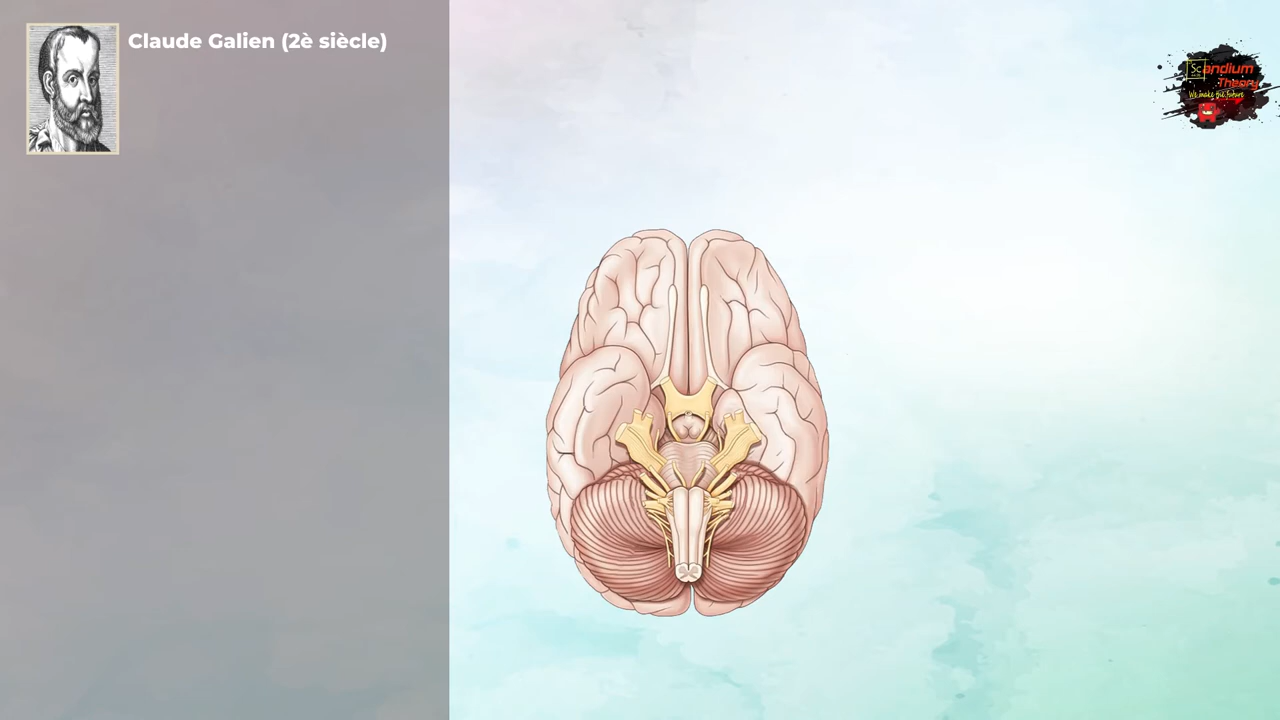 Claude Galien (2è siècle)
Scandium
Theory
We make the future